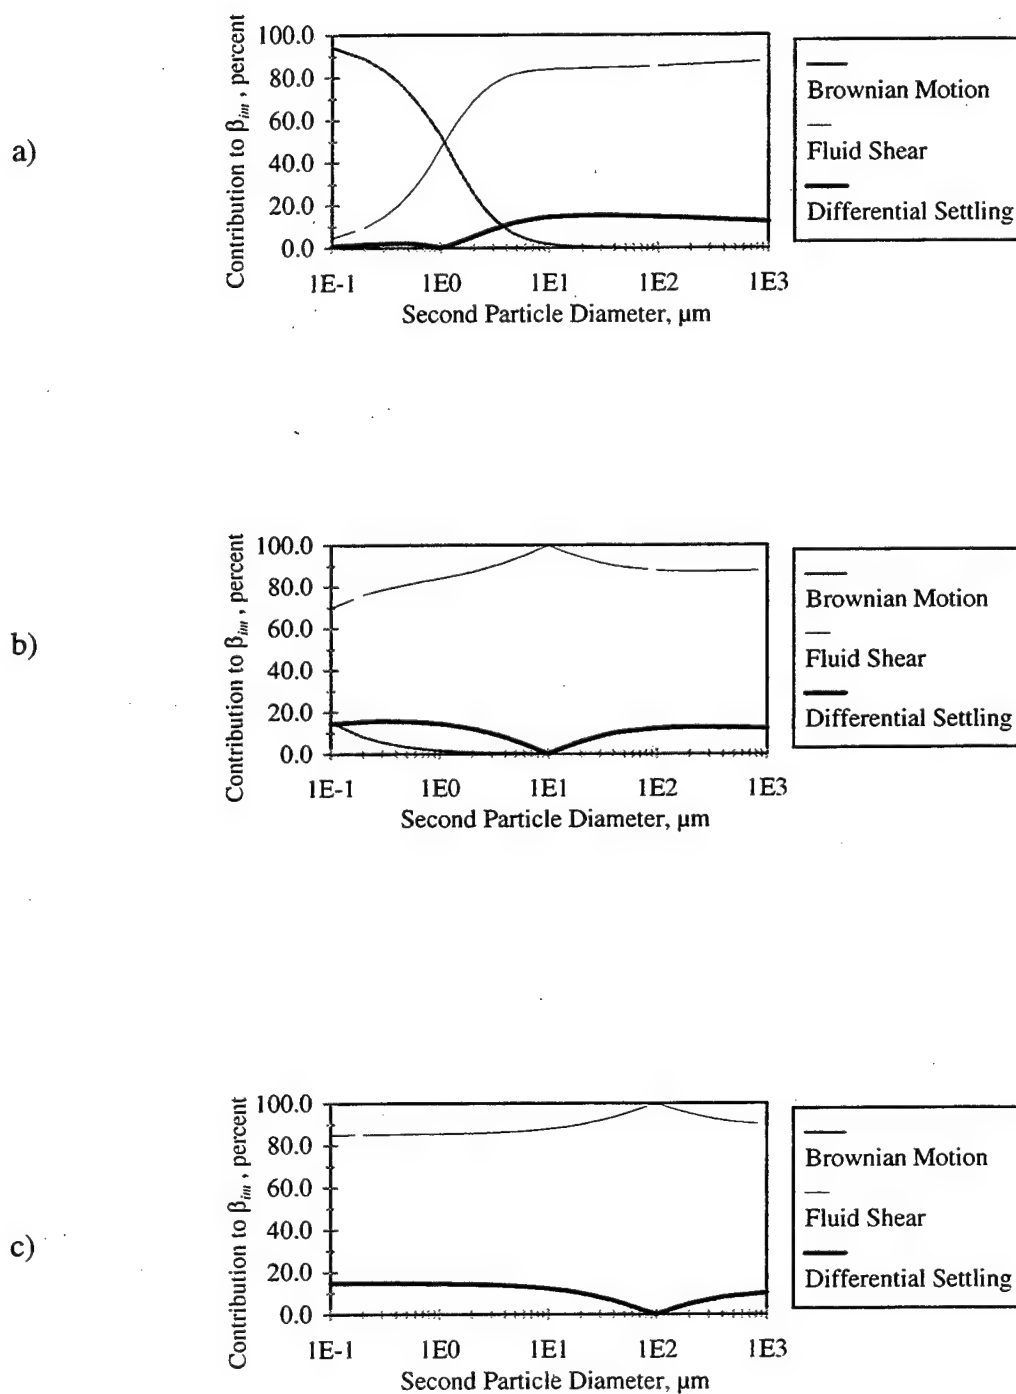 a)
Contribution to βim , percent
100.0
80.0
60.0
40.0
20.0
0.0
1E-1 1E0 1E1 1E2 1E3
Second Particle Diameter, µm
Brownian Motion
Fluid Shear
Differential Settling
b)
Contribution to βim , percent
100.0
80.0
60.0
40.0
20.0
0.0
1E-1 1E0 1E1 1E2 1E3
Second Particle Diameter, µm
Brownian Motion
Fluid Shear
Differential Settling
c)
Contribution to βim , percent
100.0
80.0
60.0
40.0
20.0
0.0
1E-1 1E0 1E1 1E2 1E3
Second Particle Diameter, µm
Brownian Motion
Fluid Shear
Differential Settling